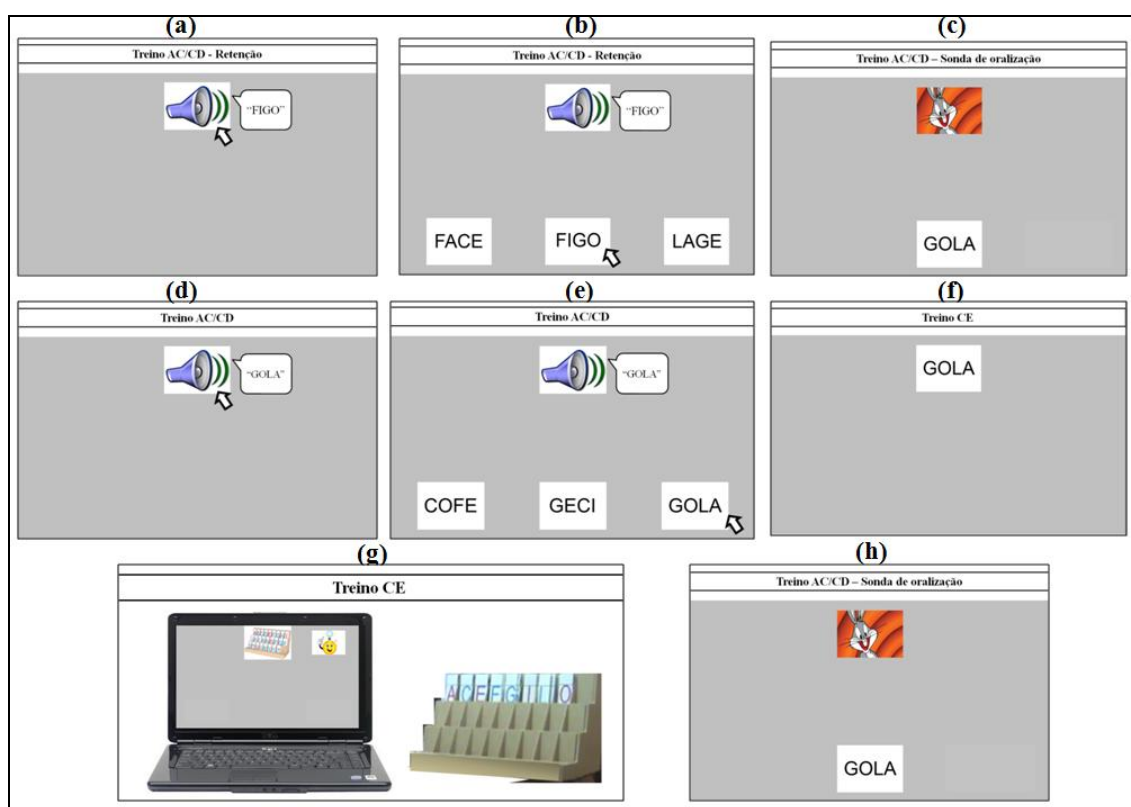 (a)
Treino AC/CD - Retenção
"FIGO"
(b)
Treino AC/CD - Retenção
"FIGO"
FACE
FIGO
LAGE
(c)
Treino AC/CD – Sonda de oralização
GOLA
(d)
Treino AC/CD
"GOLA"
(e)
Treino AC/CD
"GOLA"
COFE
GECI
GOLA
(f)
Treino CE
GOLA
(g)
Treino CE
A C E F G I L O
(h)
Treino AC/CD – Sonda de oralização
GOLA